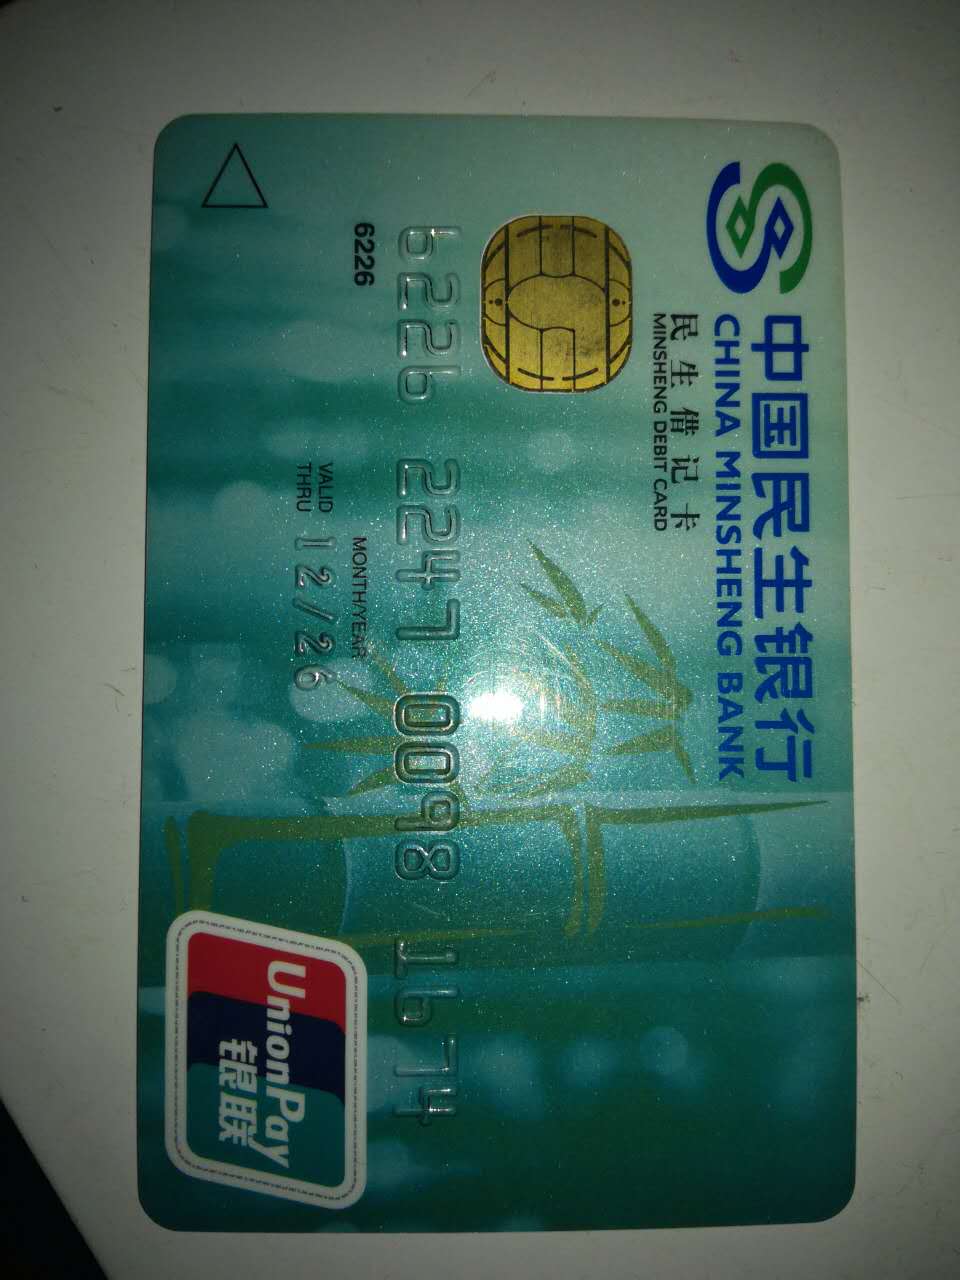 中国民生银行
CHINA MINSHENG BANK
民生借记卡
MINSHENG DEBIT CARD
6226 2247 0098 1674
6226
MONTH/YEAR
VALID
THRU 12/26
UnionPay
银联